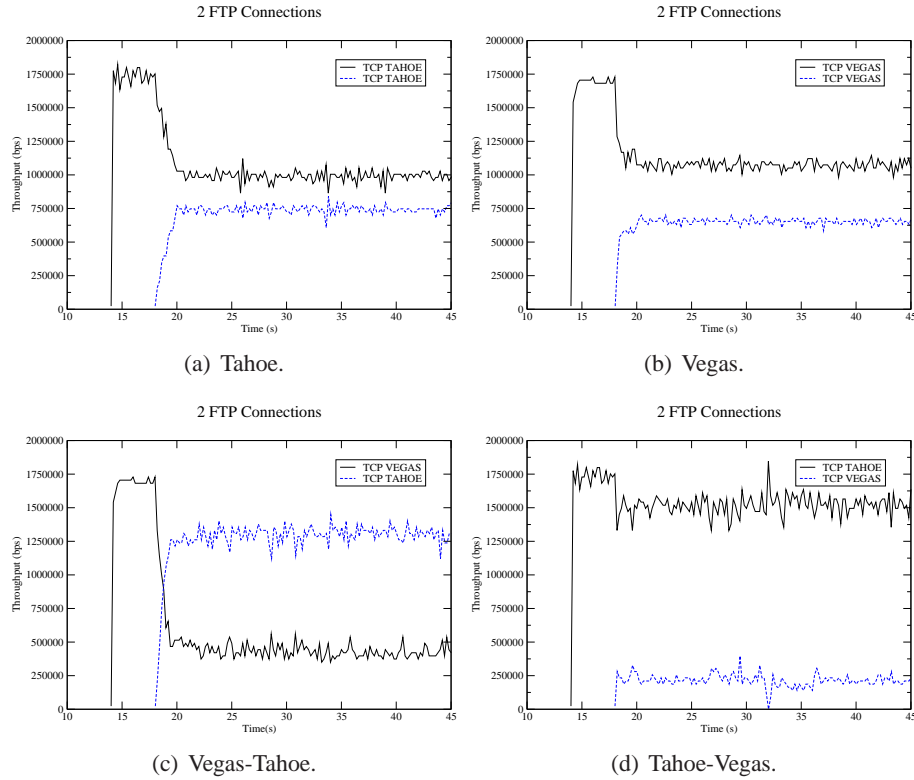 2 FTP Connections
2000000
1750000
1500000
1250000
1000000
750000
500000
250000
0
Throughput (bps)
TCP TAHOE
TCP TAHOE
10 15 20 25 30 35 40 45
Time (s)
(a) Tahoe.
2 FTP Connections
2000000
1750000
1500000
1250000
1000000
750000
500000
250000
0
Throughput (bps)
TCP VEGAS
TCP VEGAS
10 15 20 25 30 35 40 45
Time (s)
(b) Vegas.
2 FTP Connections
2000000
1750000
1500000
1250000
1000000
750000
500000
250000
0
Throughput (bps)
TCP VEGAS
TCP TAHOE
10 15 20 25 30 35 40 45
Time(s)
(c) Vegas-Tahoe.
2 FTP Connections
2000000
1750000
1500000
1250000
1000000
750000
500000
250000
0
Throughput (bps)
TCP TAHOE
TCP VEGAS
10 15 20 25 30 35 40 45
Time (s)
(d) Tahoe-Vegas.